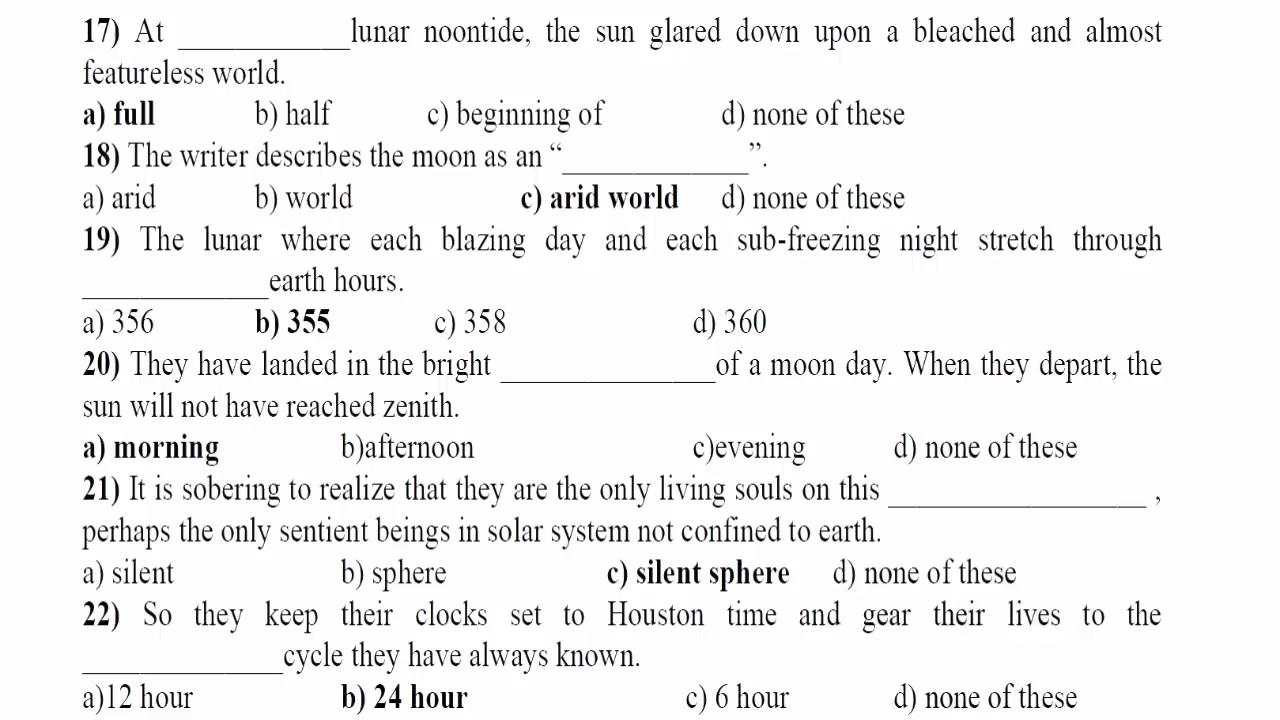 17) At ____________lunar noontide, the sun glared down upon a bleached and almost
featureless world.
a) full b) half c) beginning of d) none of these
18) The writer describes the moon as an “_____________”.
a) arid b) world c) arid world d) none of these
19) The lunar where each blazing day and each sub-freezing night stretch through
_____________earth hours.
a) 356 b) 355 c) 358 d) 360
20) They have landed in the bright _______________of a moon day. When they depart, the
sun will not have reached zenith.
a) morning b)afternoon c)evening d) none of these
21) It is sobering to realize that they are the only living souls on this __________________ ,
perhaps the only sentient beings in solar system not confined to earth.
a) silent b) sphere c) silent sphere d) none of these
22) So they keep their clocks set to Houston time and gear their lives to the
______________cycle they have always known.
a)12 hour b) 24 hour c) 6 hour d) none of these